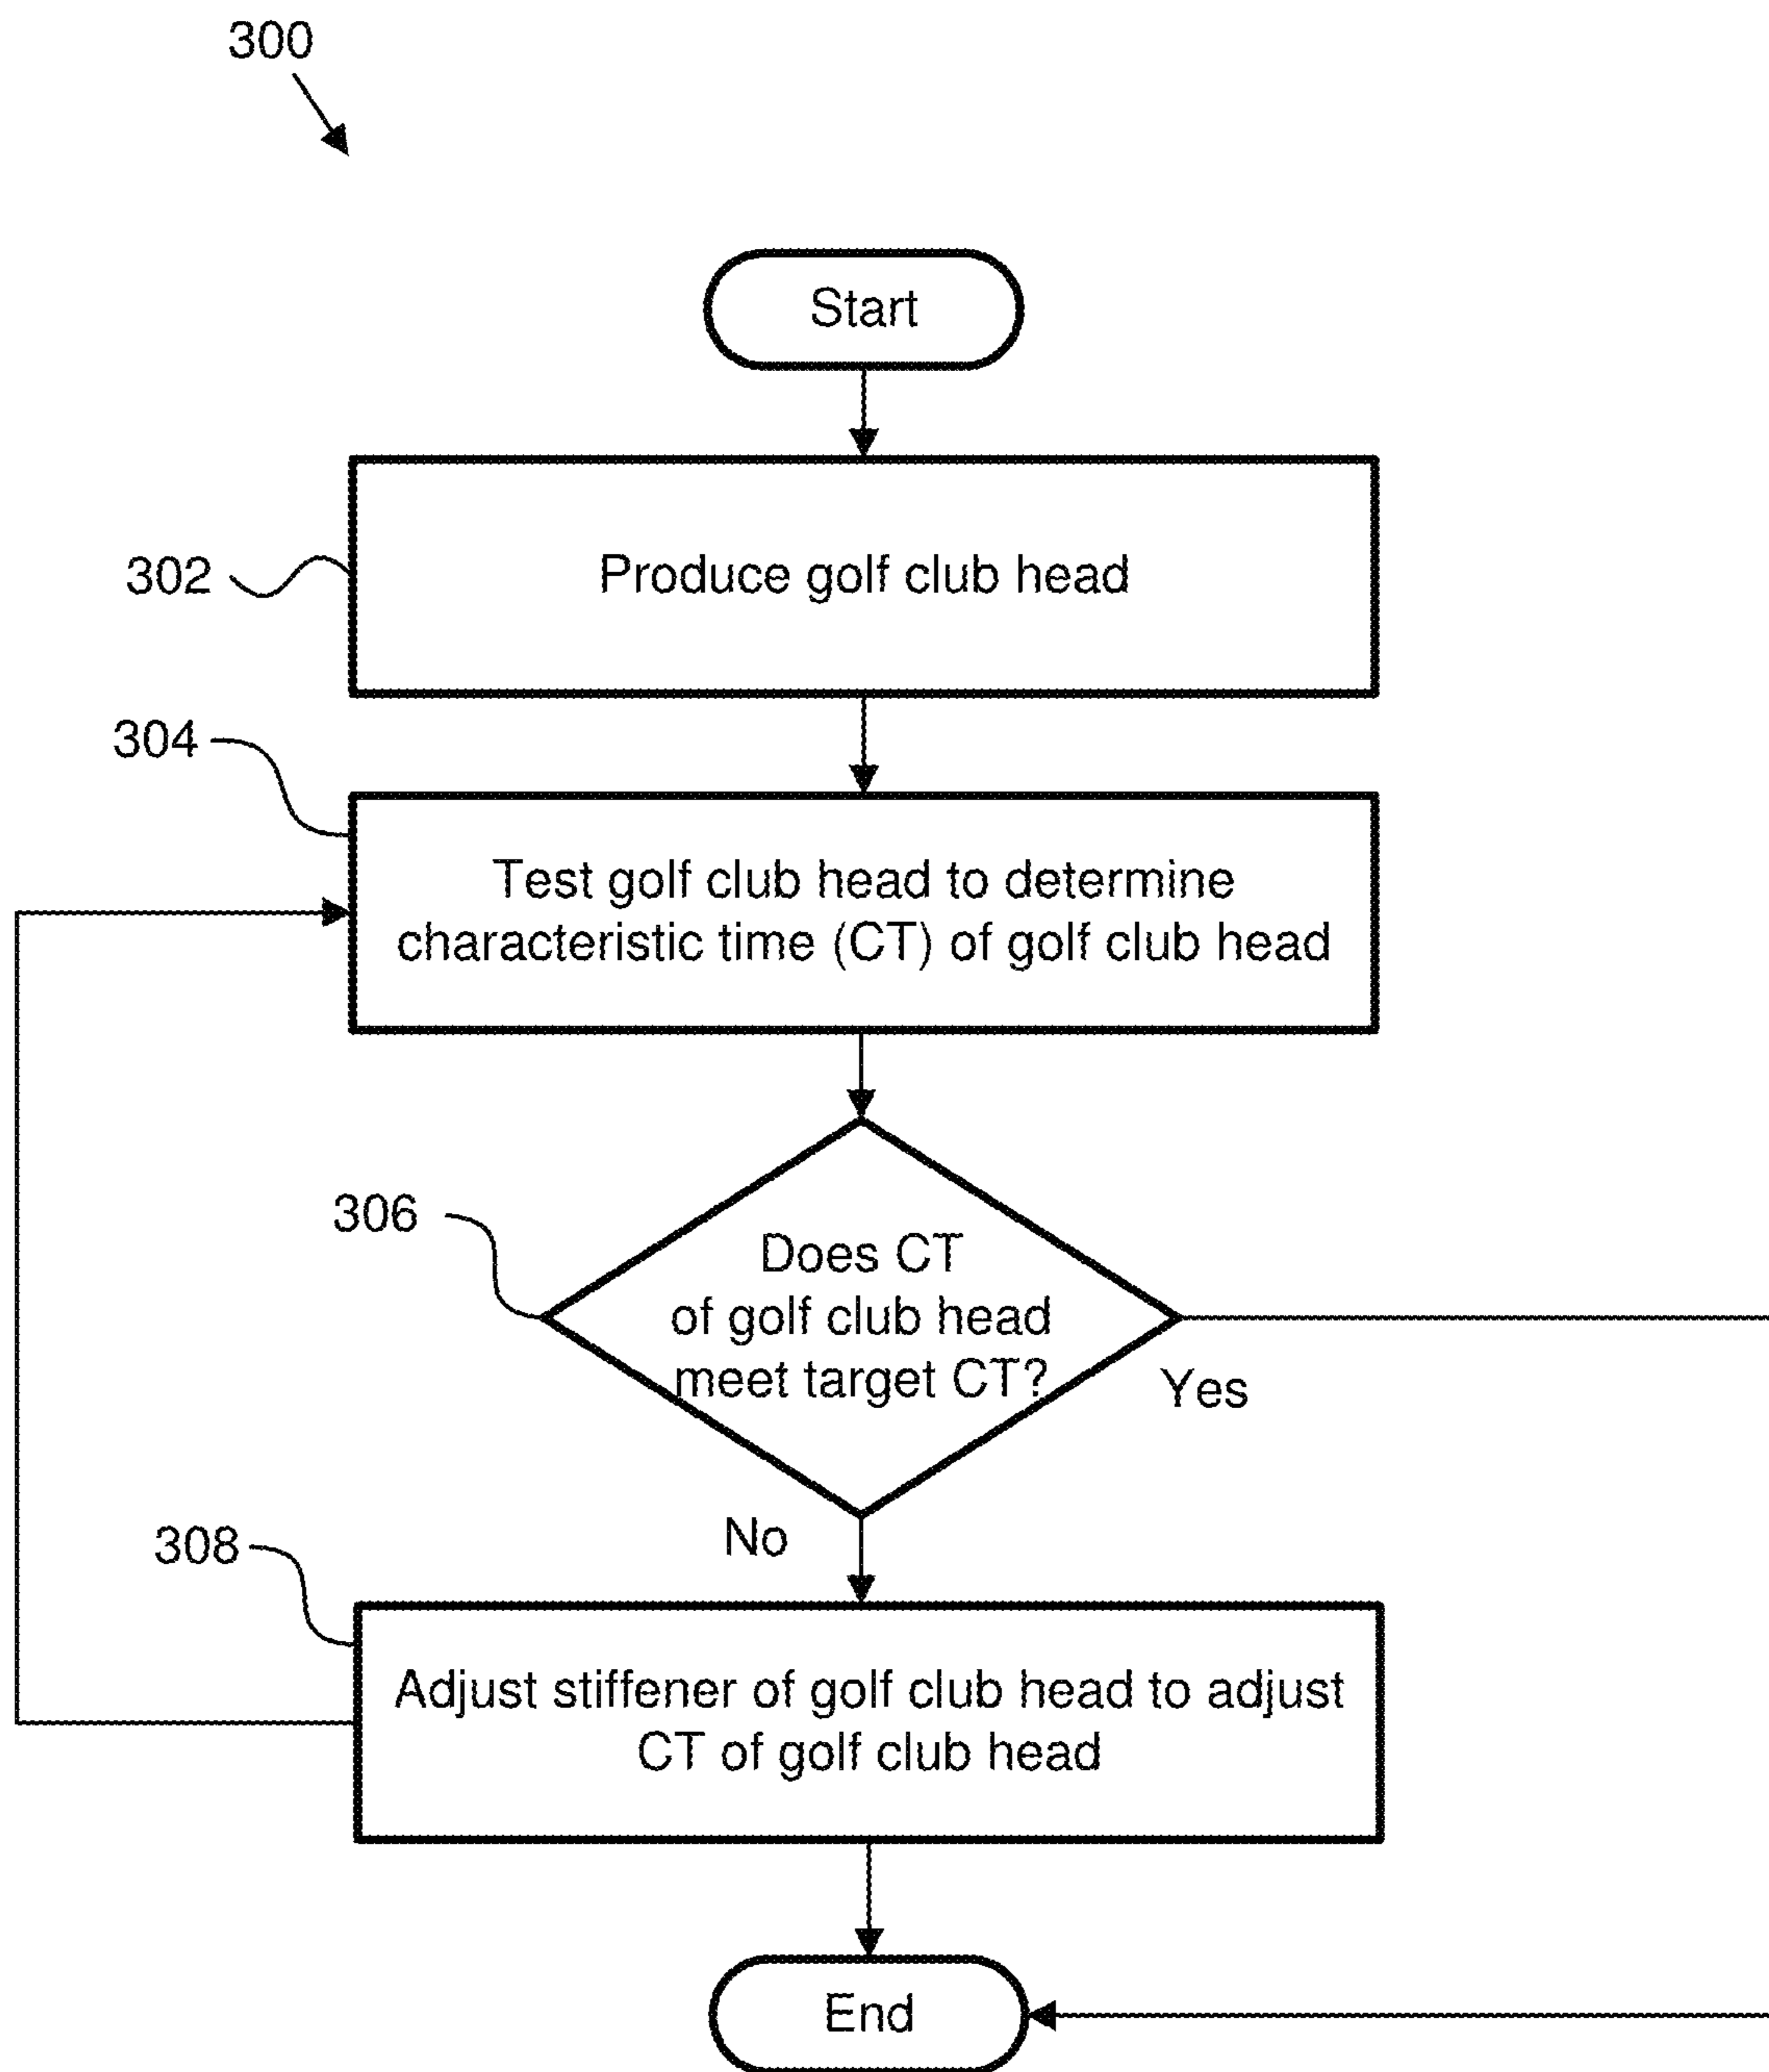 300
Start
302
Produce golf club head
304
Test golf club head to determine
characteristic time (CT) of golf club head
306
Does CT
of golf club head
meet target CT?
Yes
No
308
Adjust stiffener of golf club head to adjust
CT of golf club head
End